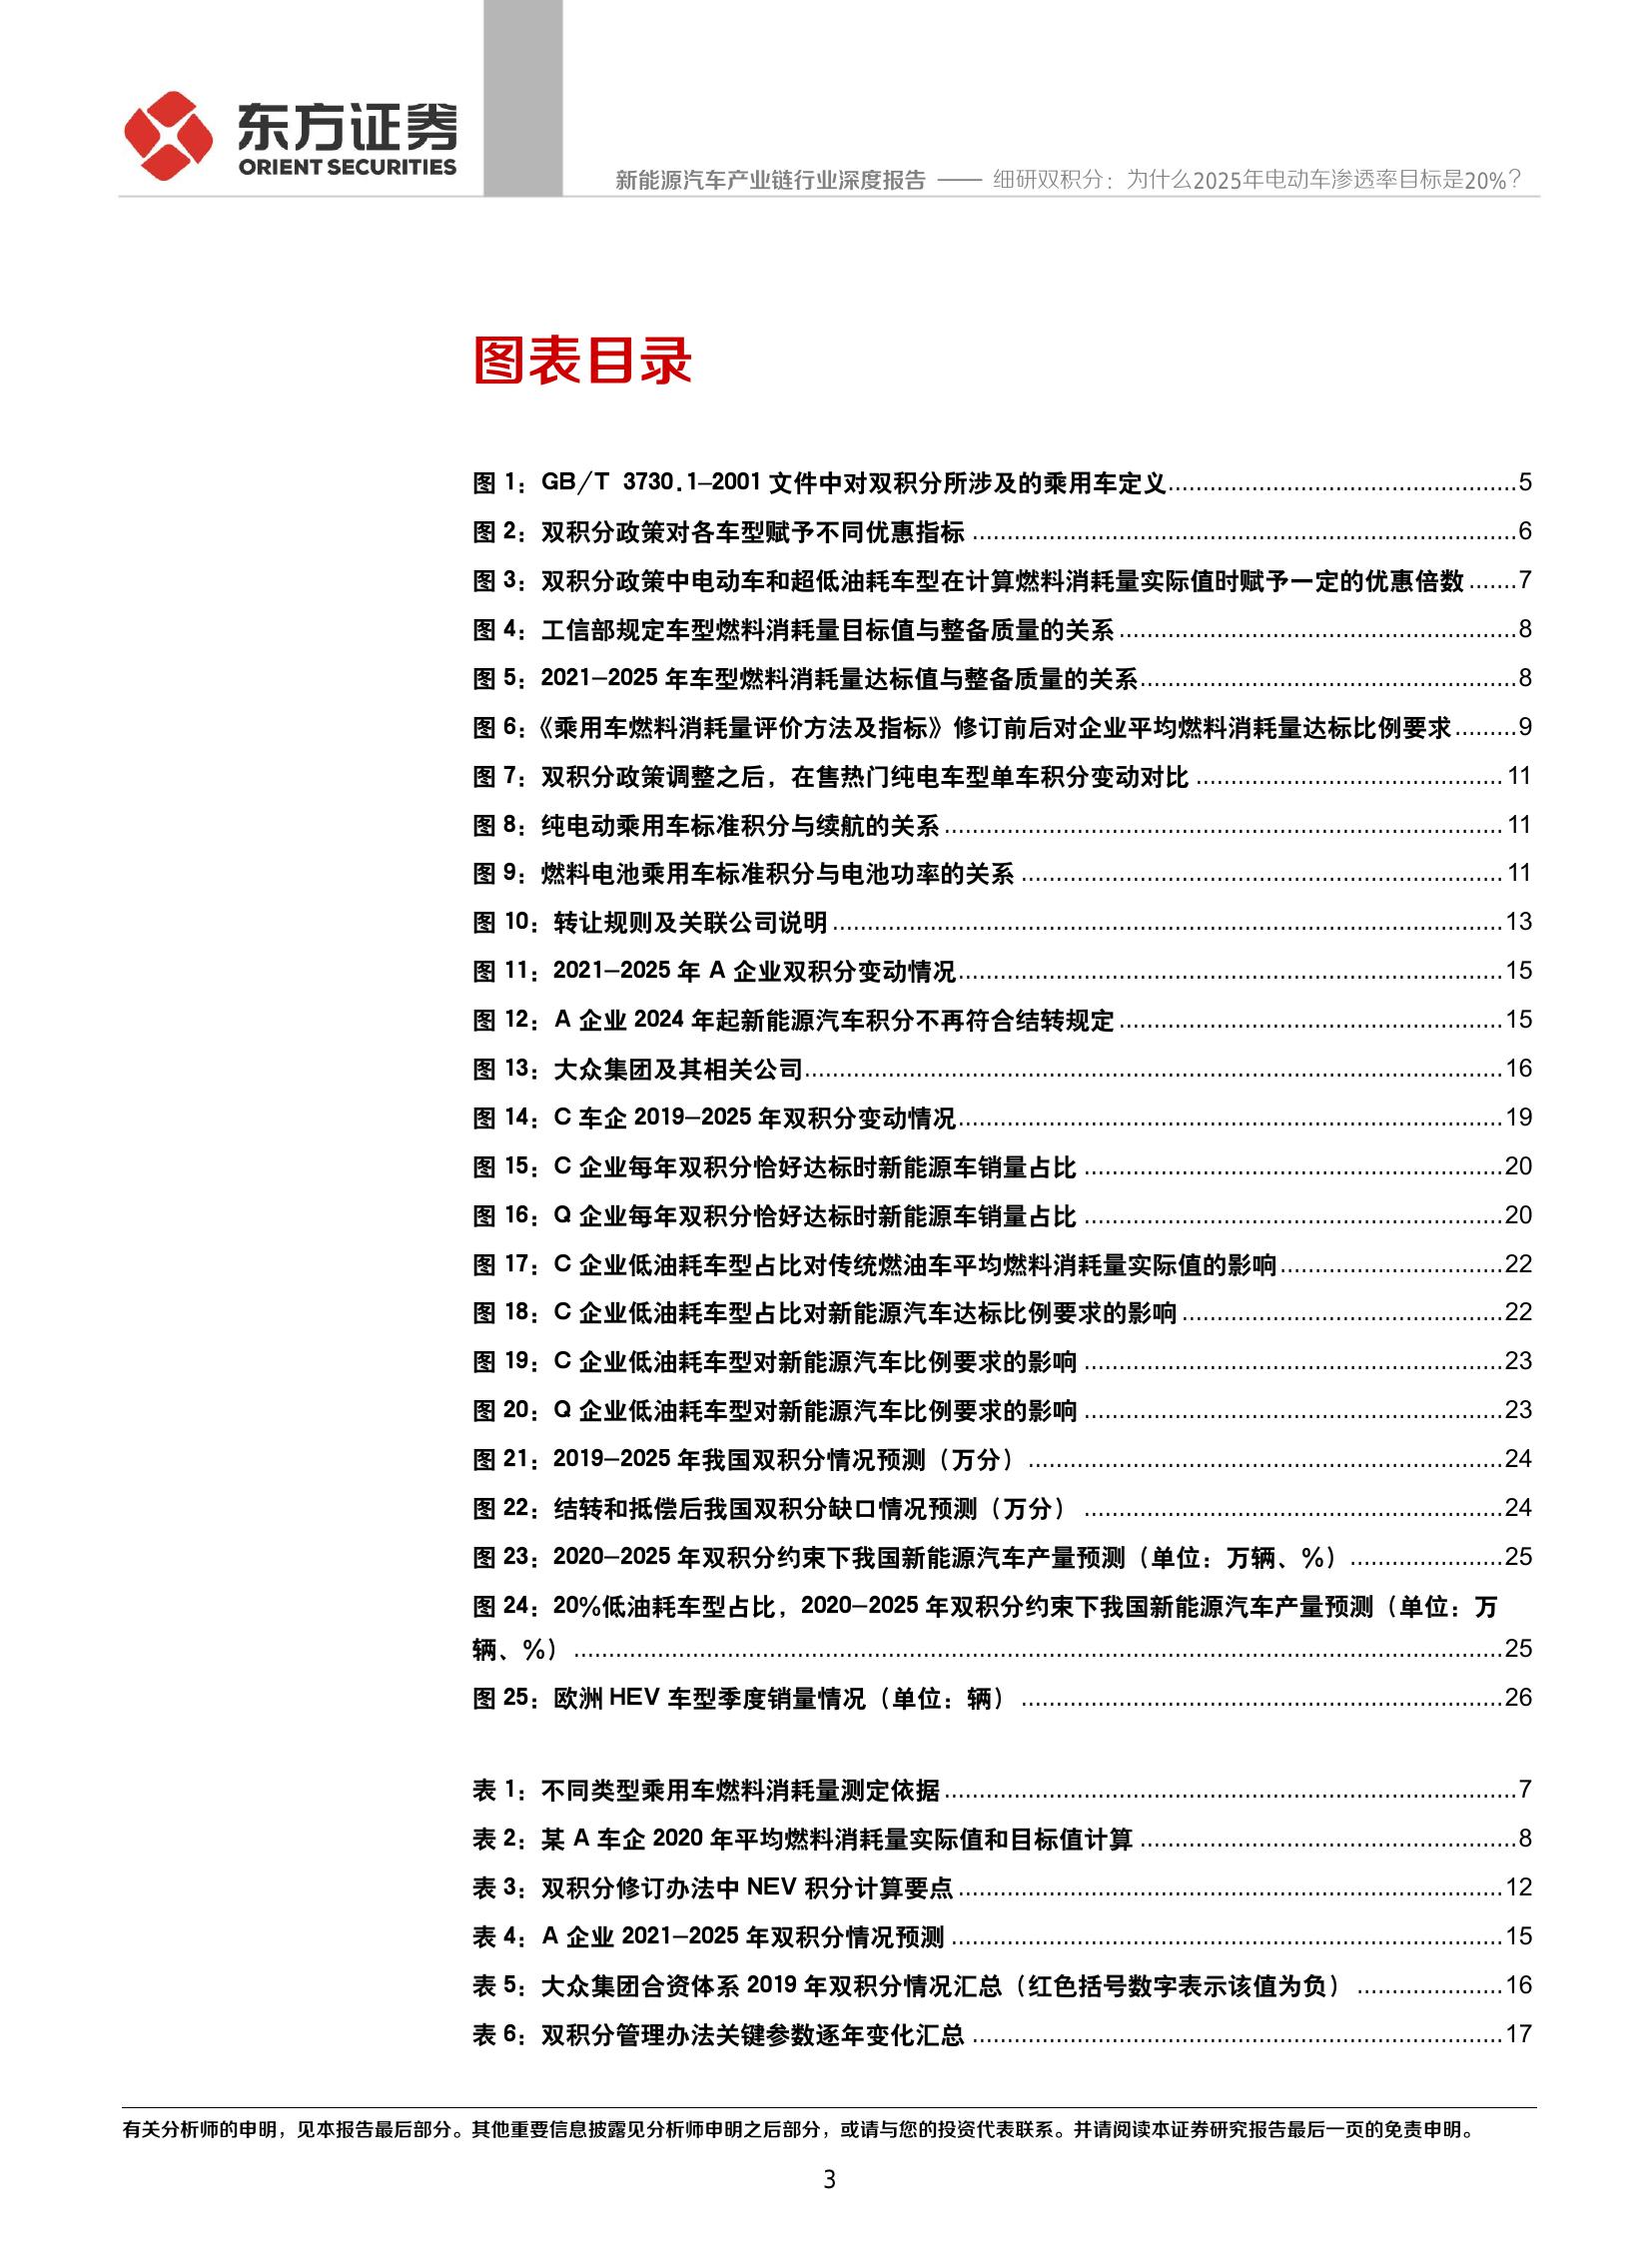 东方证券
ORIENT SECURITIES
新能源汽车产业链行业深度报告 —— 细研双积分：为什么2025年电动车渗透率目标是20%？
图表目录
图 1：GB/T 3730.1–2001 文件中对双积分所涉及的乘用车定义..................................................5
图 2：双积分政策对各车型赋予不同优惠指标 ................................................................................6
图 3：双积分政策中电动车和超低油耗车型在计算燃料消耗量实际值时赋予一定的优惠倍数 .......7
图 4：工信部规定车型燃料消耗量目标值与整备质量的关系 ..........................................................8
图 5：2021–2025 年车型燃料消耗量达标值与整备质量的关系......................................................8
图 6：《乘用车燃料消耗量评价方法及指标》修订前后对企业平均燃料消耗量达标比例要求.........9
图 7：双积分政策调整之后，在售热门纯电车型单车积分变动对比 ............................................ 11
图 8：纯电动乘用车标准积分与续航的关系................................................................................ 11
图 9：燃料电池乘用车标准积分与电池功率的关系 ..................................................................... 11
图 10：转让规则及关联公司说明 .................................................................................................13
图 11：2021–2025 年 A 企业双积分变动情况...............................................................................15
图 12：A 企业 2024 年起新能源汽车积分不再符合结转规定 ........................................................15
图 13：大众集团及其相关公司.....................................................................................................16
图 14：C 车企 2019–2025 年双积分变动情况...............................................................................19
图 15：C 企业每年双积分恰好达标时新能源车销量占比 .............................................................20
图 16：Q 企业每年双积分恰好达标时新能源车销量占比 .............................................................20
图 17：C 企业低油耗车型占比对传统燃油车平均燃料消耗量实际值的影响.................................22
图 18：C 企业低油耗车型占比对新能源汽车达标比例要求的影响 ...............................................22
图 19：C 企业低油耗车型对新能源汽车比例要求的影响 .............................................................23
图 20：Q 企业低油耗车型对新能源汽车比例要求的影响 .............................................................23
图 21：2019–2025 年我国双积分情况预测（万分） .....................................................................24
图 22：结转和抵偿后我国双积分缺口情况预测（万分） .............................................................24
图 23：2020–2025 年双积分约束下我国新能源汽车产量预测（单位：万辆、%） ......................25
图 24：20%低油耗车型占比，2020–2025 年双积分约束下我国新能源汽车产量预测（单位：万
辆、%） .......................................................................................................................................25
图 25：欧洲 HEV 车型季度销量情况（单位：辆） ......................................................................26
表 1：不同类型乘用车燃料消耗量测定依据....................................................................................7
表 2：某 A 车企 2020 年平均燃料消耗量实际值和目标值计算 .......................................................8
表 3：双积分修订办法中 NEV 积分计算要点...............................................................................12
表 4：A 企业 2021–2025 年双积分情况预测 ................................................................................15
表 5：大众集团合资体系 2019 年双积分情况汇总（红色括号数字表示该值为负） .....................16
表 6：双积分管理办法关键参数逐年变化汇总 .............................................................................17
有关分析师的申明，见本报告最后部分。其他重要信息披露见分析师申明之后部分，或请与您的投资代表联系。并请阅读本证券研究报告最后一页的免责申明。
3